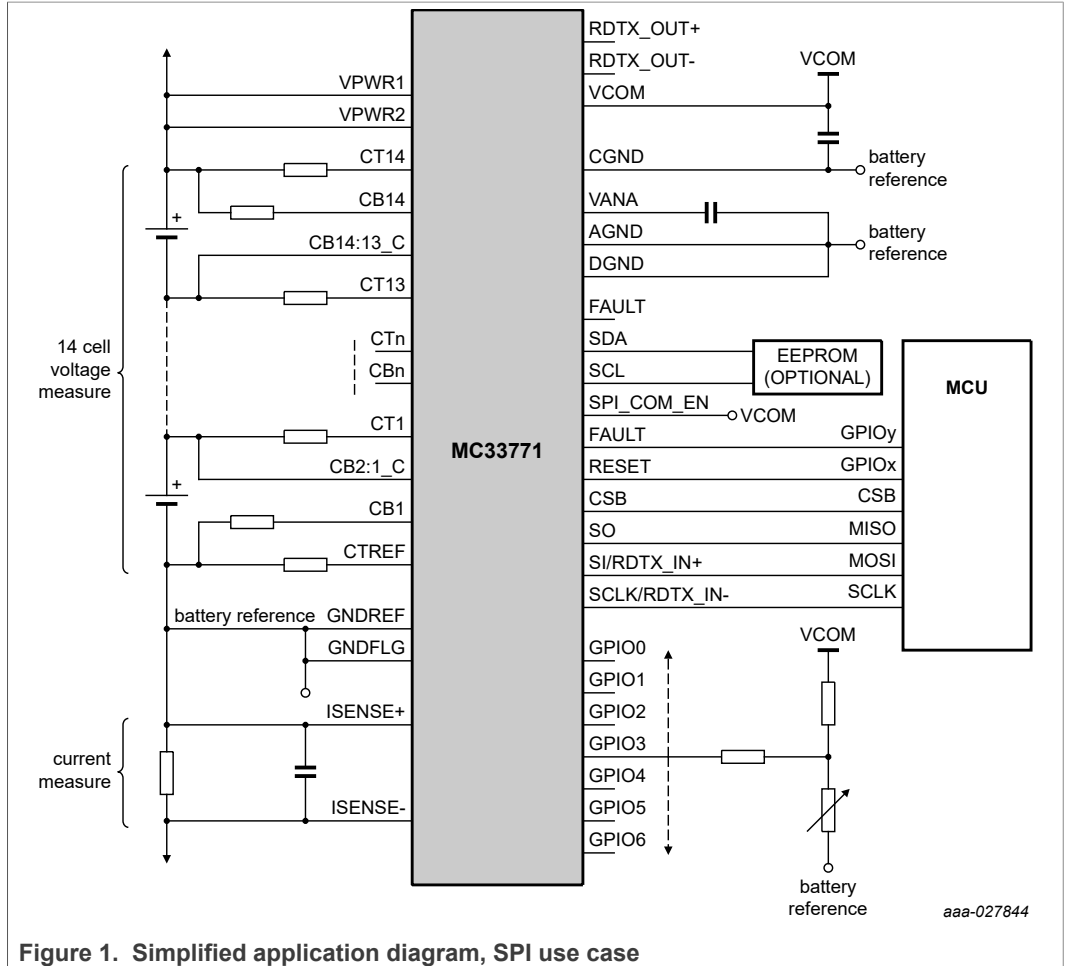 RDTX_OUT+
RDTX_OUT-
VCOM
VCOM
VPWR1
VPWR2
CT14
CB14
CB14:13_C
CT13
CTn
CBn
CT1
CB2:1_C
CB1
CTREF
battery reference
GNDREF
GNDFLG
ISENSE+
ISENSE-
14 cell
voltage
measure
+
+
current
measure
MC33771
CGND
battery
reference
VANA
AGND
DGND
battery
reference
FAULT
SDA
SCL
EEPROM
(OPTIONAL)
SPI_COM_EN
VCOM
FAULT
RESET
CSB
SO
SI/RDTX_IN+
SCLK/RDTX_IN-
MCU
GPIOy
GPIOx
CSB
MISO
MOSI
SCLK
GPIO0
GPIO1
GPIO2
GPIO3
GPIO4
GPIO5
GPIO6
VCOM
battery
reference
aaa-027844
Figure 1. Simplified application diagram, SPI use case